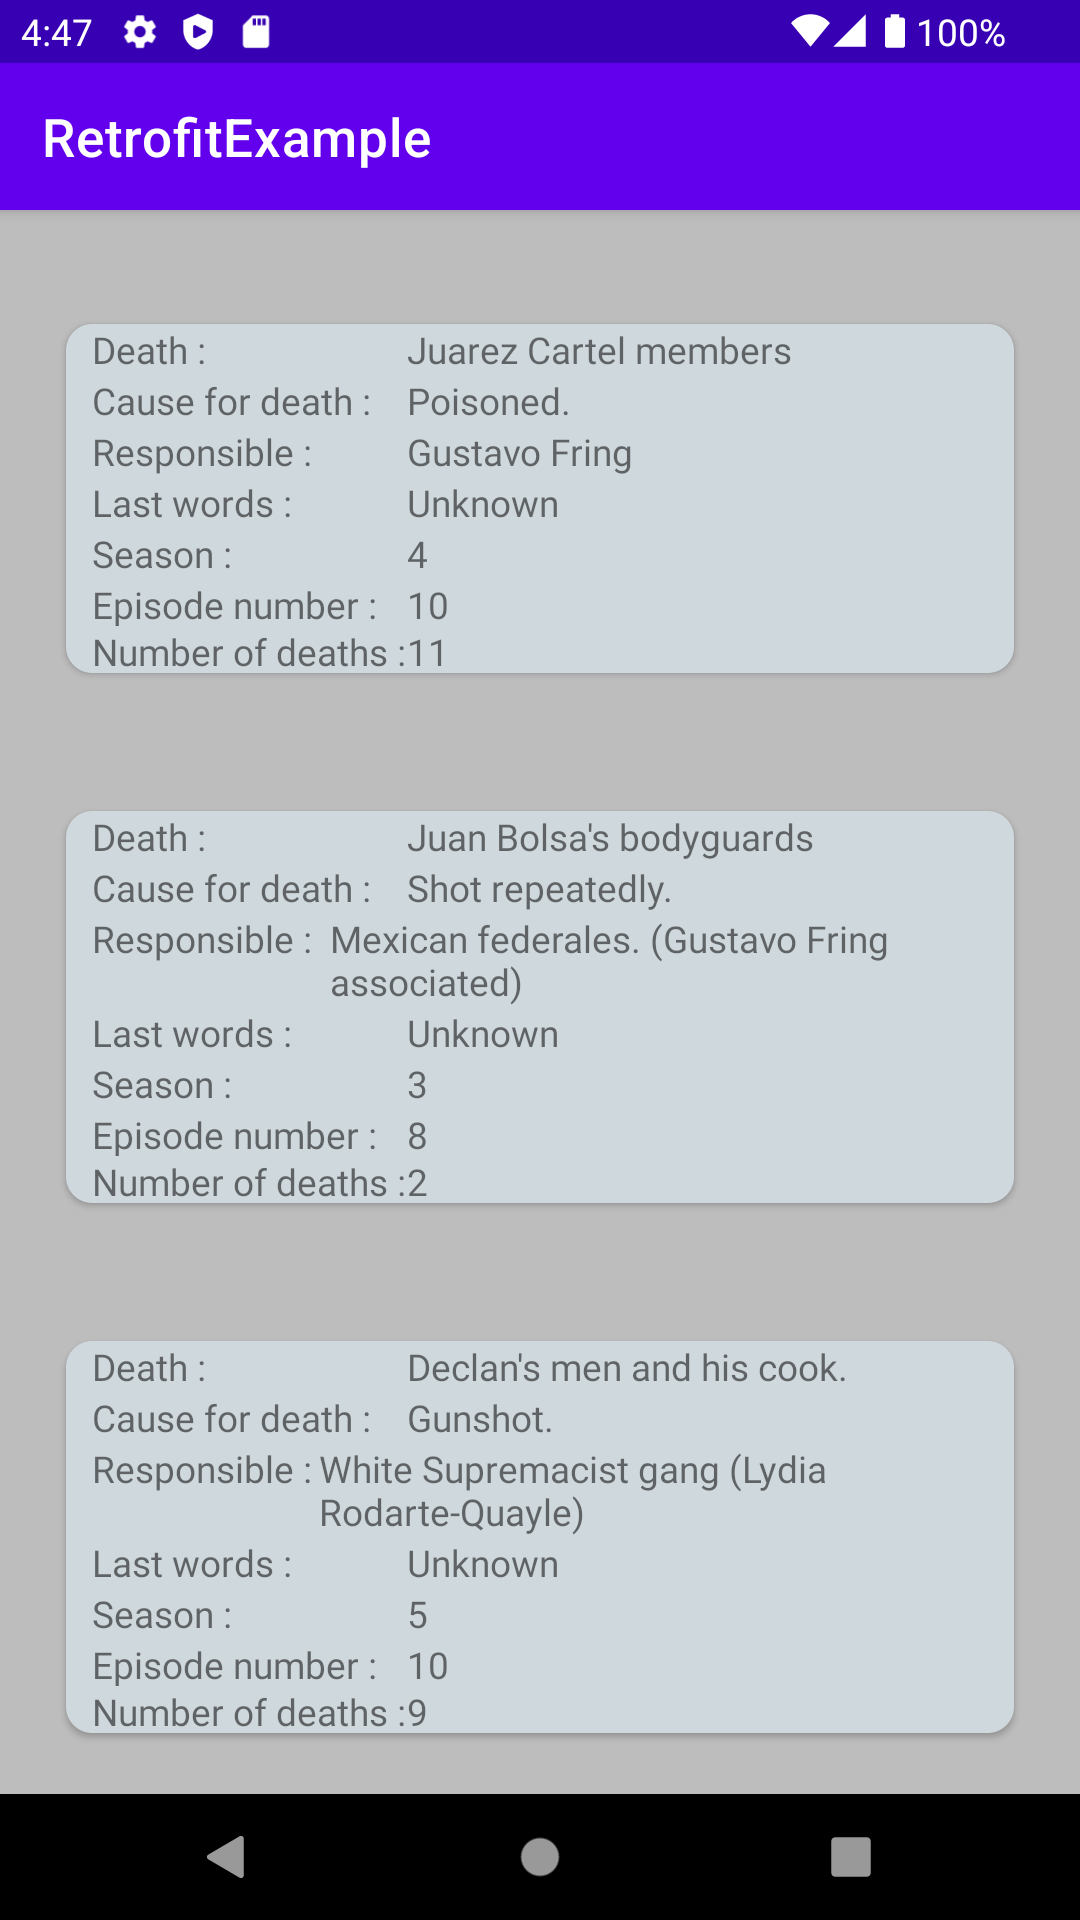 4:47 100%
RetrofitExample
Death : Juarez Cartel members
Cause for death : Poisoned.
Responsible : Gustavo Fring
Last words : Unknown
Season : 4
Episode number : 10
Number of deaths :11
Death : Juan Bolsa's bodyguards
Cause for death : Shot repeatedly.
Responsible : Mexican federales. (Gustavo Fring
associated)
Last words : Unknown
Season : 3
Episode number : 8
Number of deaths :2
Death : Declan's men and his cook.
Cause for death : Gunshot.
Responsible : White Supremacist gang (Lydia
Rodarte-Quayle)
Last words : Unknown
Season : 5
Episode number : 10
Number of deaths :9